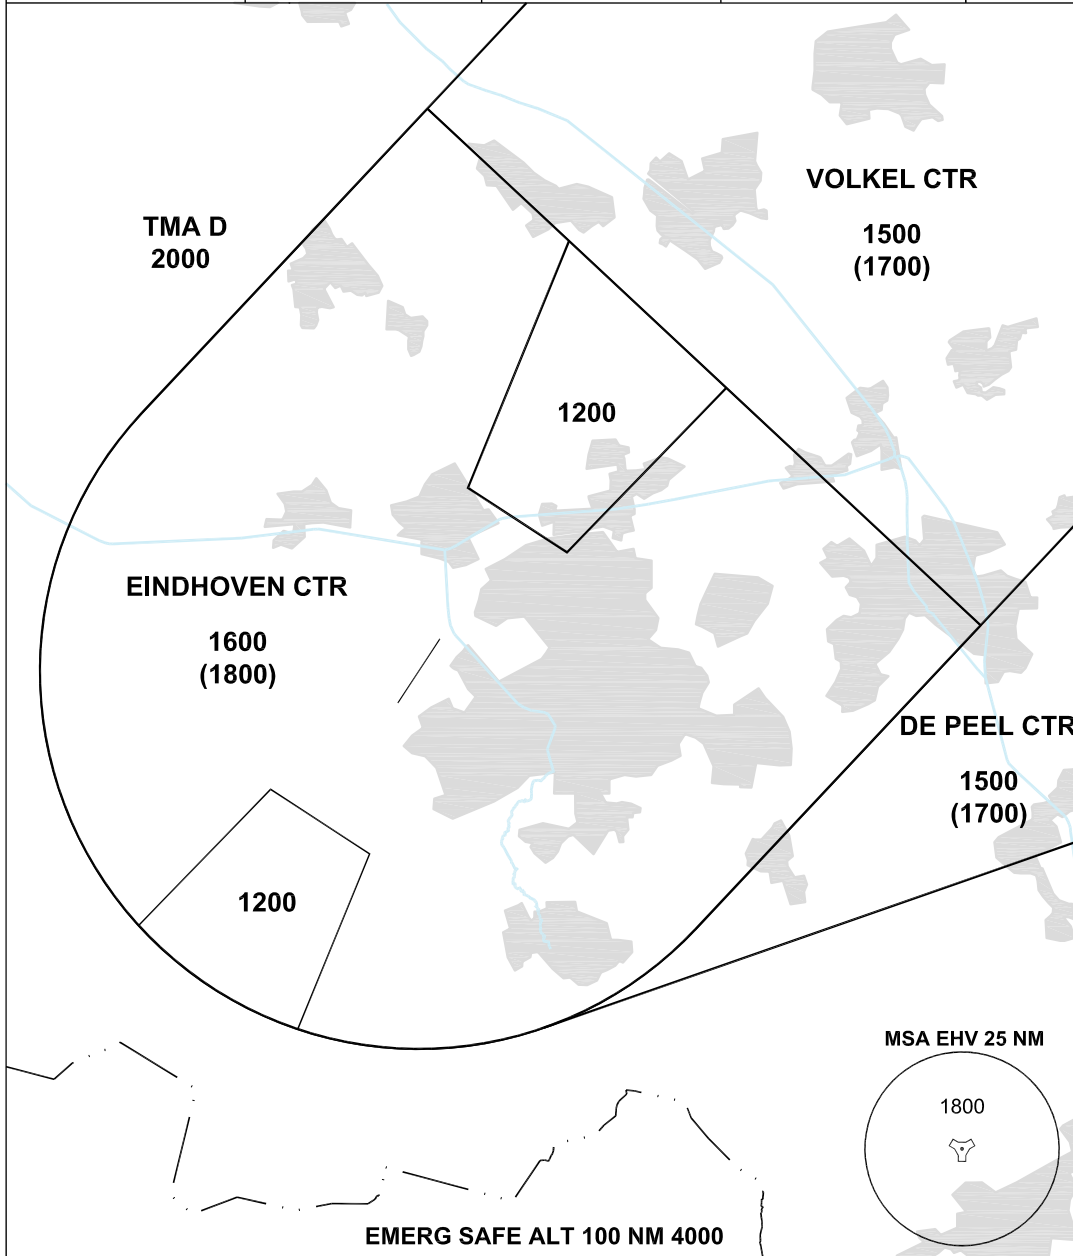 VOLKEL CTR
1500
(1700)
TMA D
2000
1200
EINDHOVEN CTR
1600
(1800)
DE PEEL CTR
1500
(1700)
1200
MSA EHV 25 NM
1800
EMERG SAFE ALT 100 NM 4000